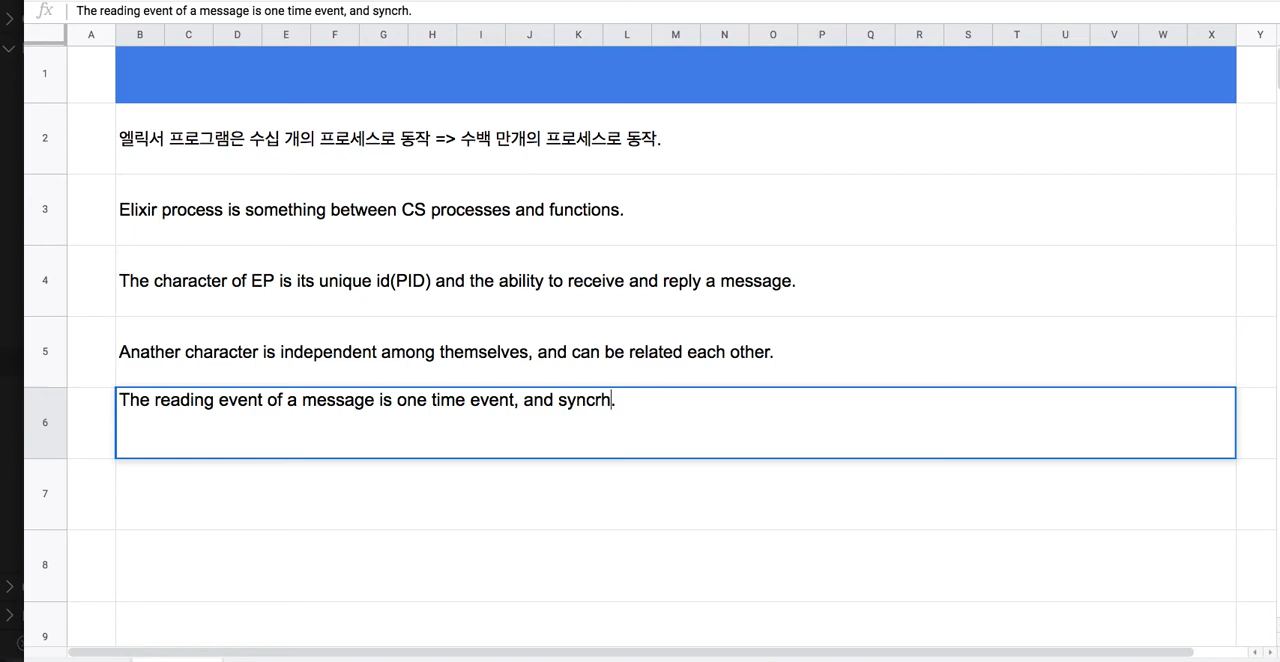 fx The reading event of a message is one time event, and syncrh.
A B C D E F G H I J K L M N O P Q R S T U V W X Y
1
2 엘릭서 프로그램은 수십 개의 프로세스로 동작 => 수백 만개의 프로세스로 동작.
3 Elixir process is something between CS processes and functions.
4 The character of EP is its unique id(PID) and the ability to receive and reply a message.
5 Anather character is independent among themselves, and can be related each other.
6 The reading event of a message is one time event, and syncrh.
7
8
9